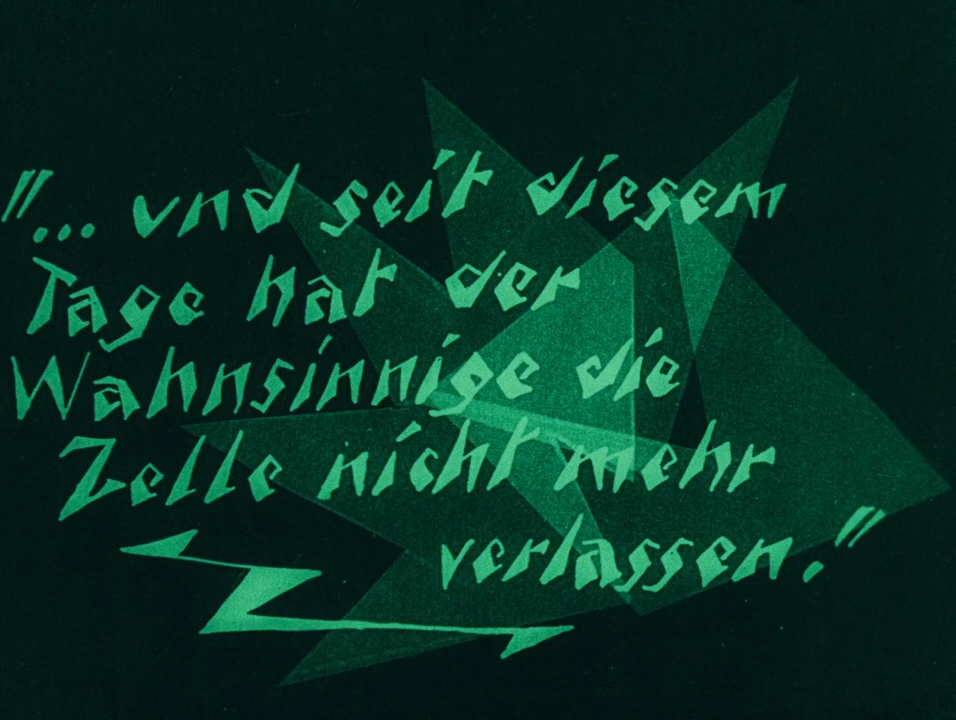 "... und seit diesem
Tage hat der
Wahnsinnige die
Zelle nicht mehr
verlassen."